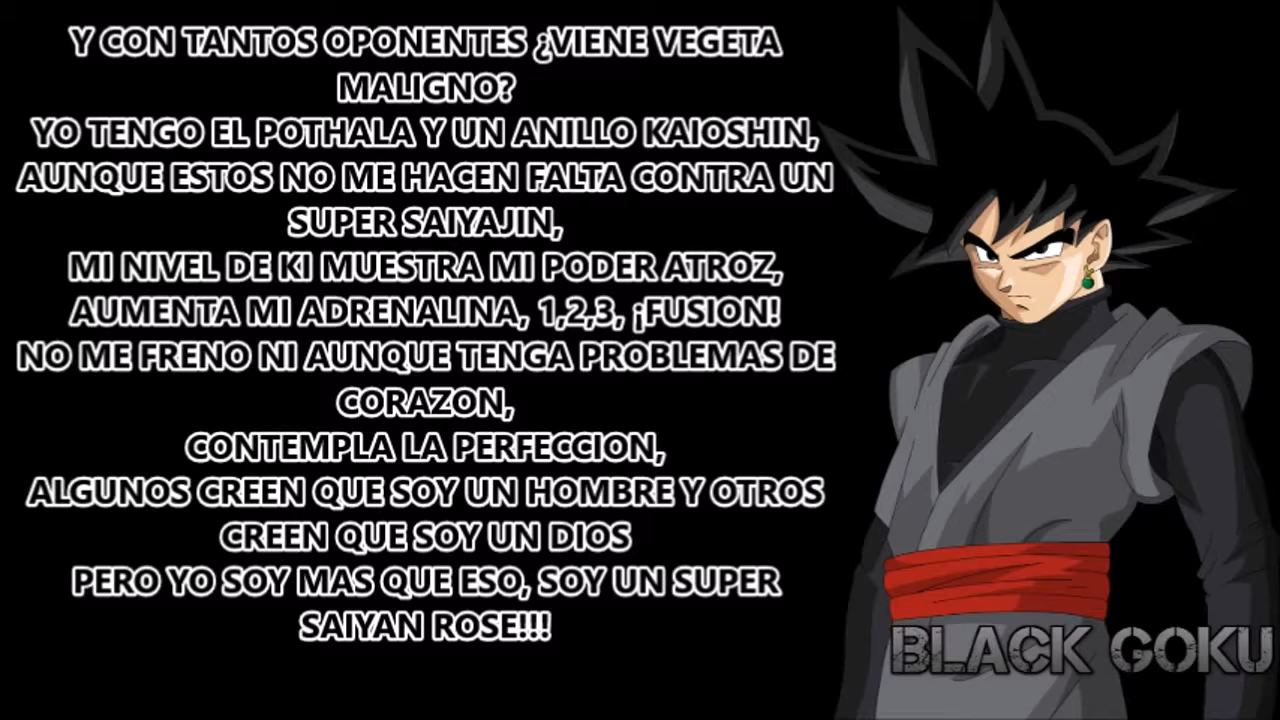 Y CON TANTOS OPONENTES ¿VIENE VEGETA
MALIGNO?
YO TENGO EL POTHALA Y UN ANILLO KAIOSHIN,
AUNQUE ESTOS NO ME HACEN FALTA CONTRA UN
SUPER SAIYAJIN,
MI NIVEL DE KI MUESTRA MI PODER ATROZ,
AUMENTA MI ADRENALINA, 1,2,3, ¡FUSION!
NO ME FRENO NI AUNQUE TENGA PROBLEMAS DE
CORAZON,
CONTEMPLA LA PERFECCION,
ALGUNOS CREEN QUE SOY UN HOMBRE Y OTROS
CREEN QUE SOY UN DIOS
PERO YO SOY MAS QUE ESO, SOY UN SUPER
SAIYAN ROSE!!!
BLACK GOKU